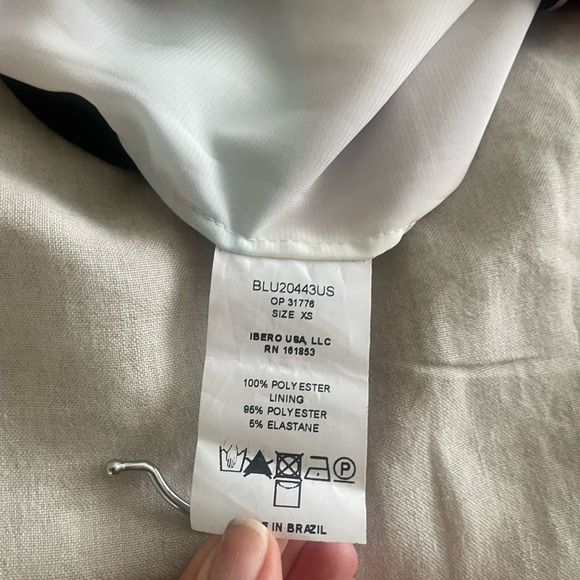 BLU20443US
OP 31776
SIZE XS
IBERO USA, LLC
RN 161853
100% POLYESTER
LINING
95% POLYESTER
5% ELASTANE
P
IN BRAZIL